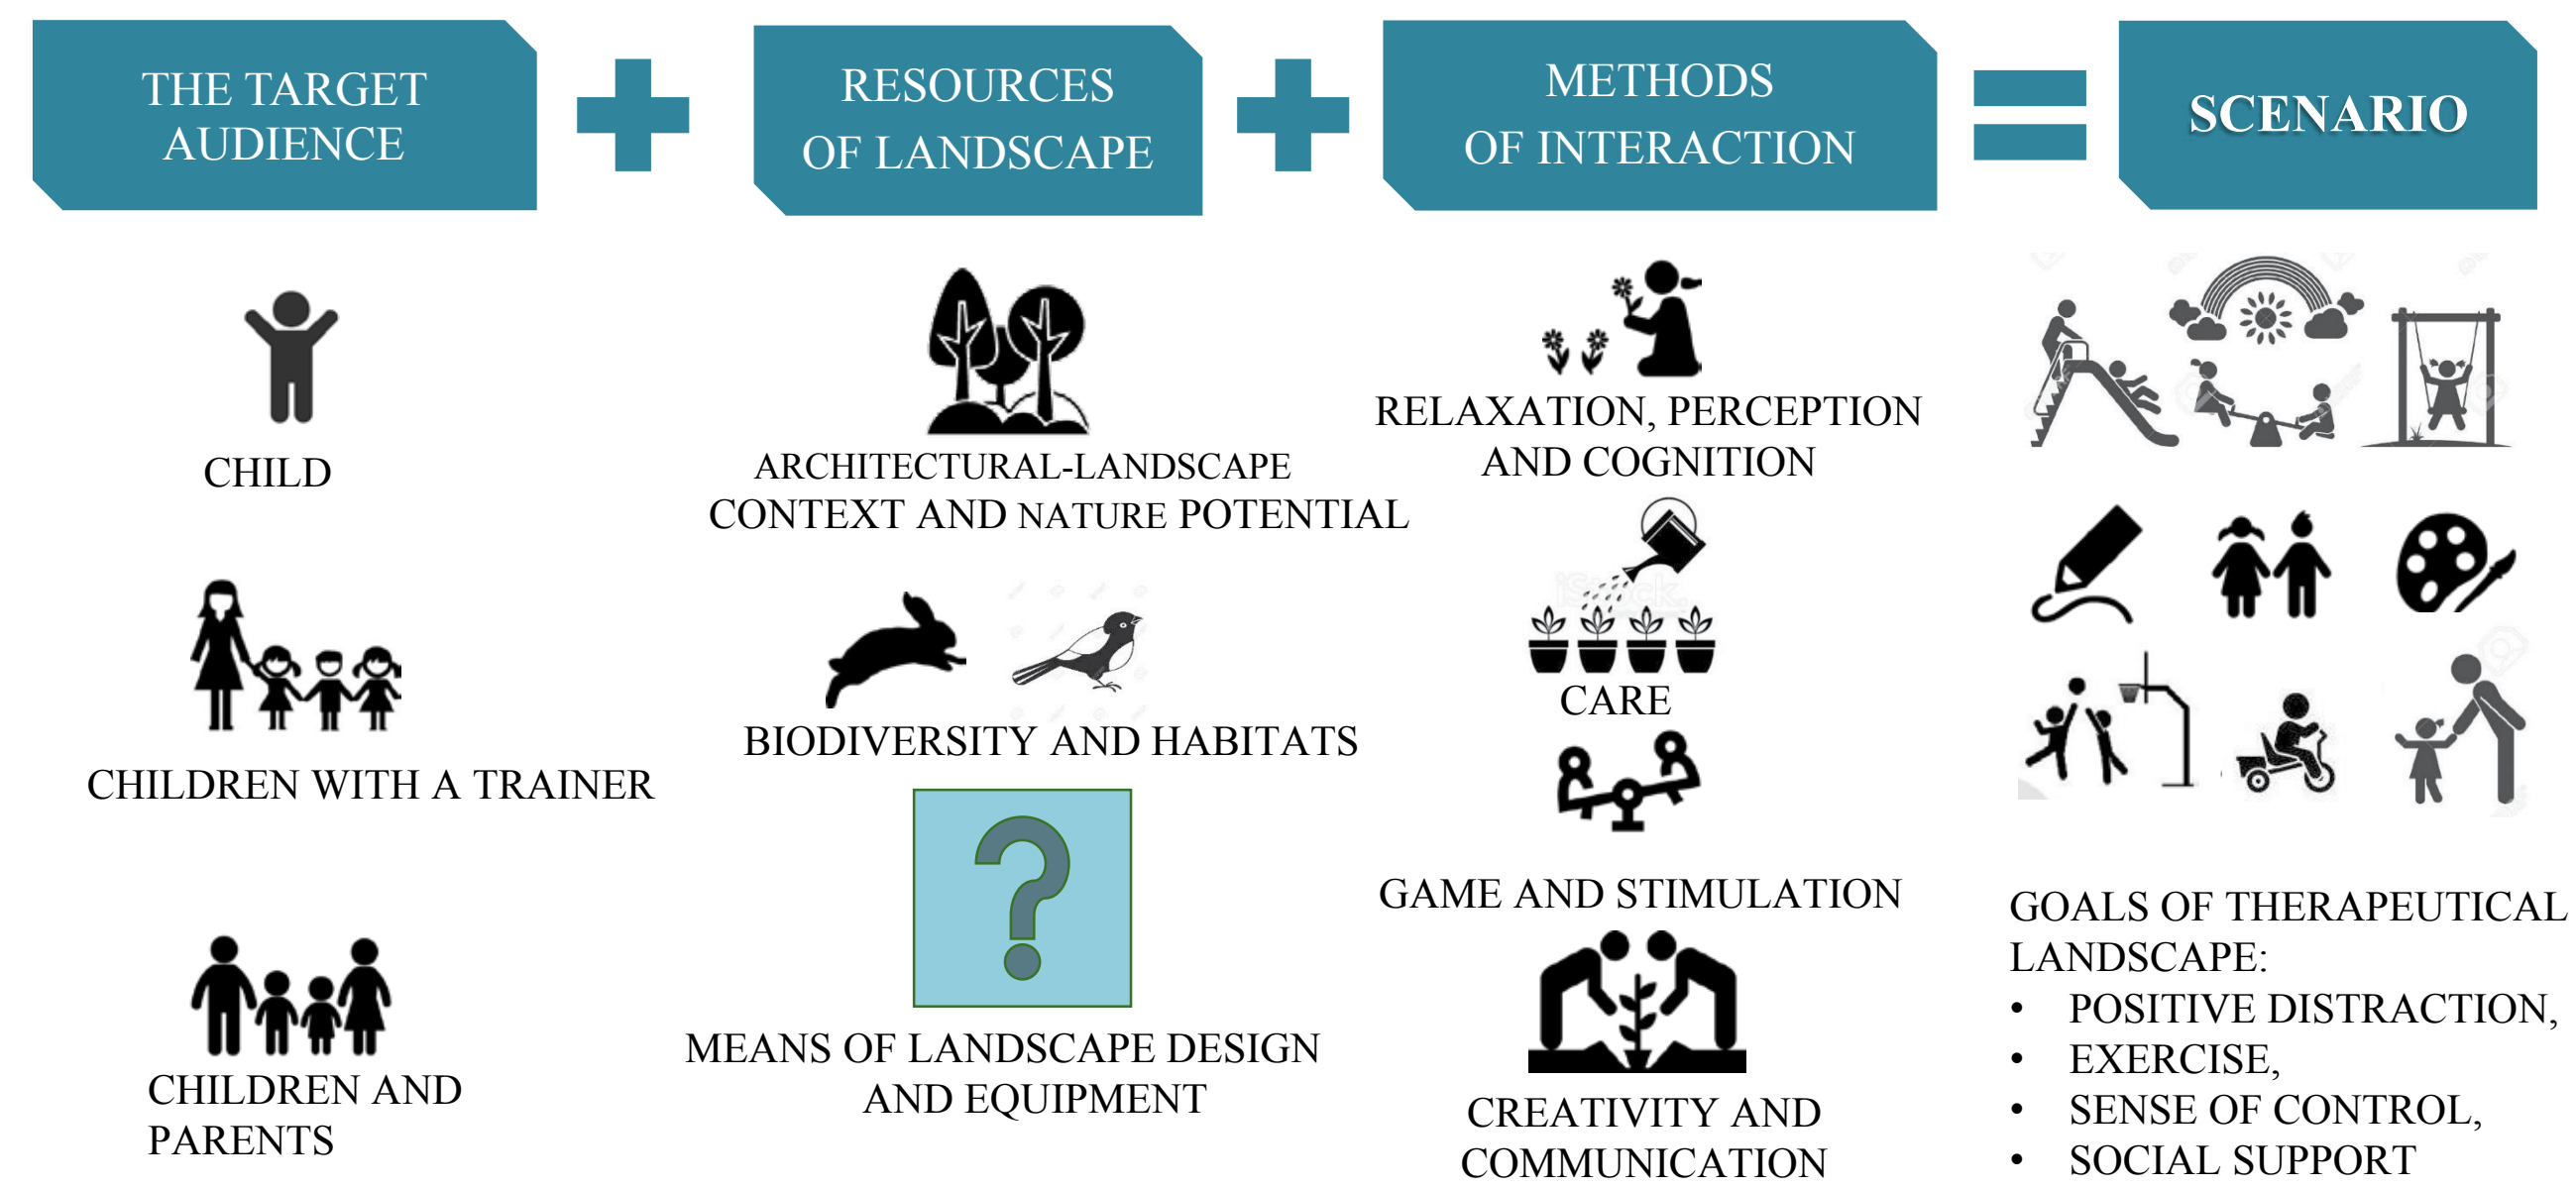 THE TARGET
AUDIENCE
RESOURCES
OF LANDSCAPE
METHODS
OF INTERACTION
SCENARIO
CHILD
CHILDREN WITH A TRAINER
CHILDREN AND
PARENTS
ARCHITECTURAL-LANDSCAPE
CONTEXT AND NATURE POTENTIAL
BIODIVERSITY AND HABITATS
?
MEANS OF LANDSCAPE DESIGN
AND EQUIPMENT
RELAXATION, PERCEPTION
AND COGNITION
iStock
CARE
GAME AND STIMULATION
CREATIVITY AND
COMMUNICATION
GOALS OF THERAPEUTICAL
LANDSCAPE:
• POSITIVE DISTRACTION,
• EXERCISE,
• SENSE OF CONTROL,
• SOCIAL SUPPORT